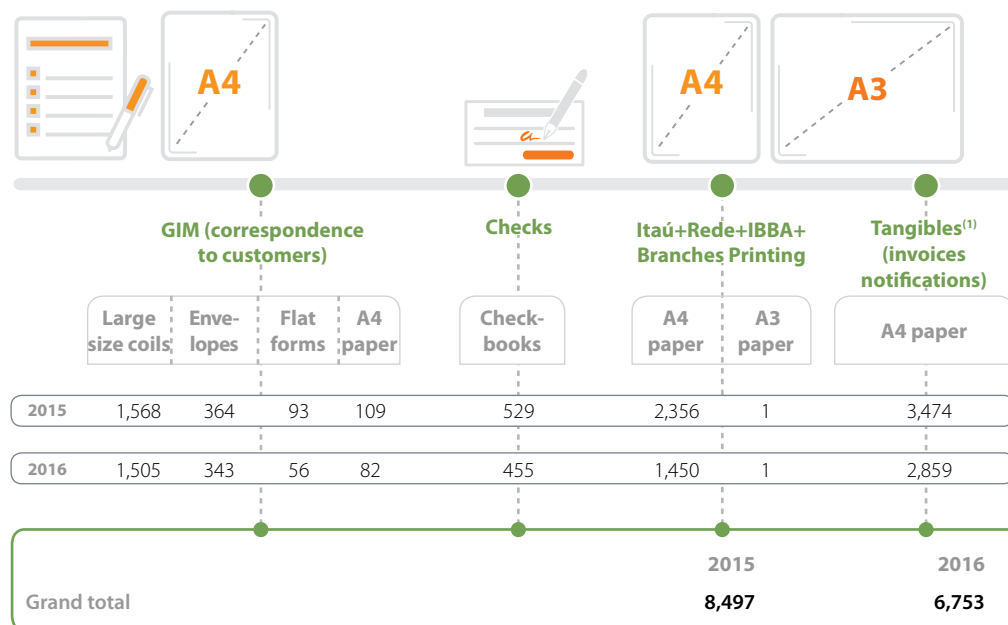 A4
A4
A3
GIM (correspondence
to customers)
Checks
Itaú+Rede+IBBA+
Branches Printing
Tangibles(1)
(invoices
notifications)
Large
size coils
Enve-
lopes
Flat
forms
A4
paper
Check-
books
A4
paper
A3
paper
A4 paper
2015 1,568 364 93 109 529 2,356 1 3,474
2016 1,505 343 56 82 455 1,450 1 2,859
2015 2016
Grand total 8,497 6,753